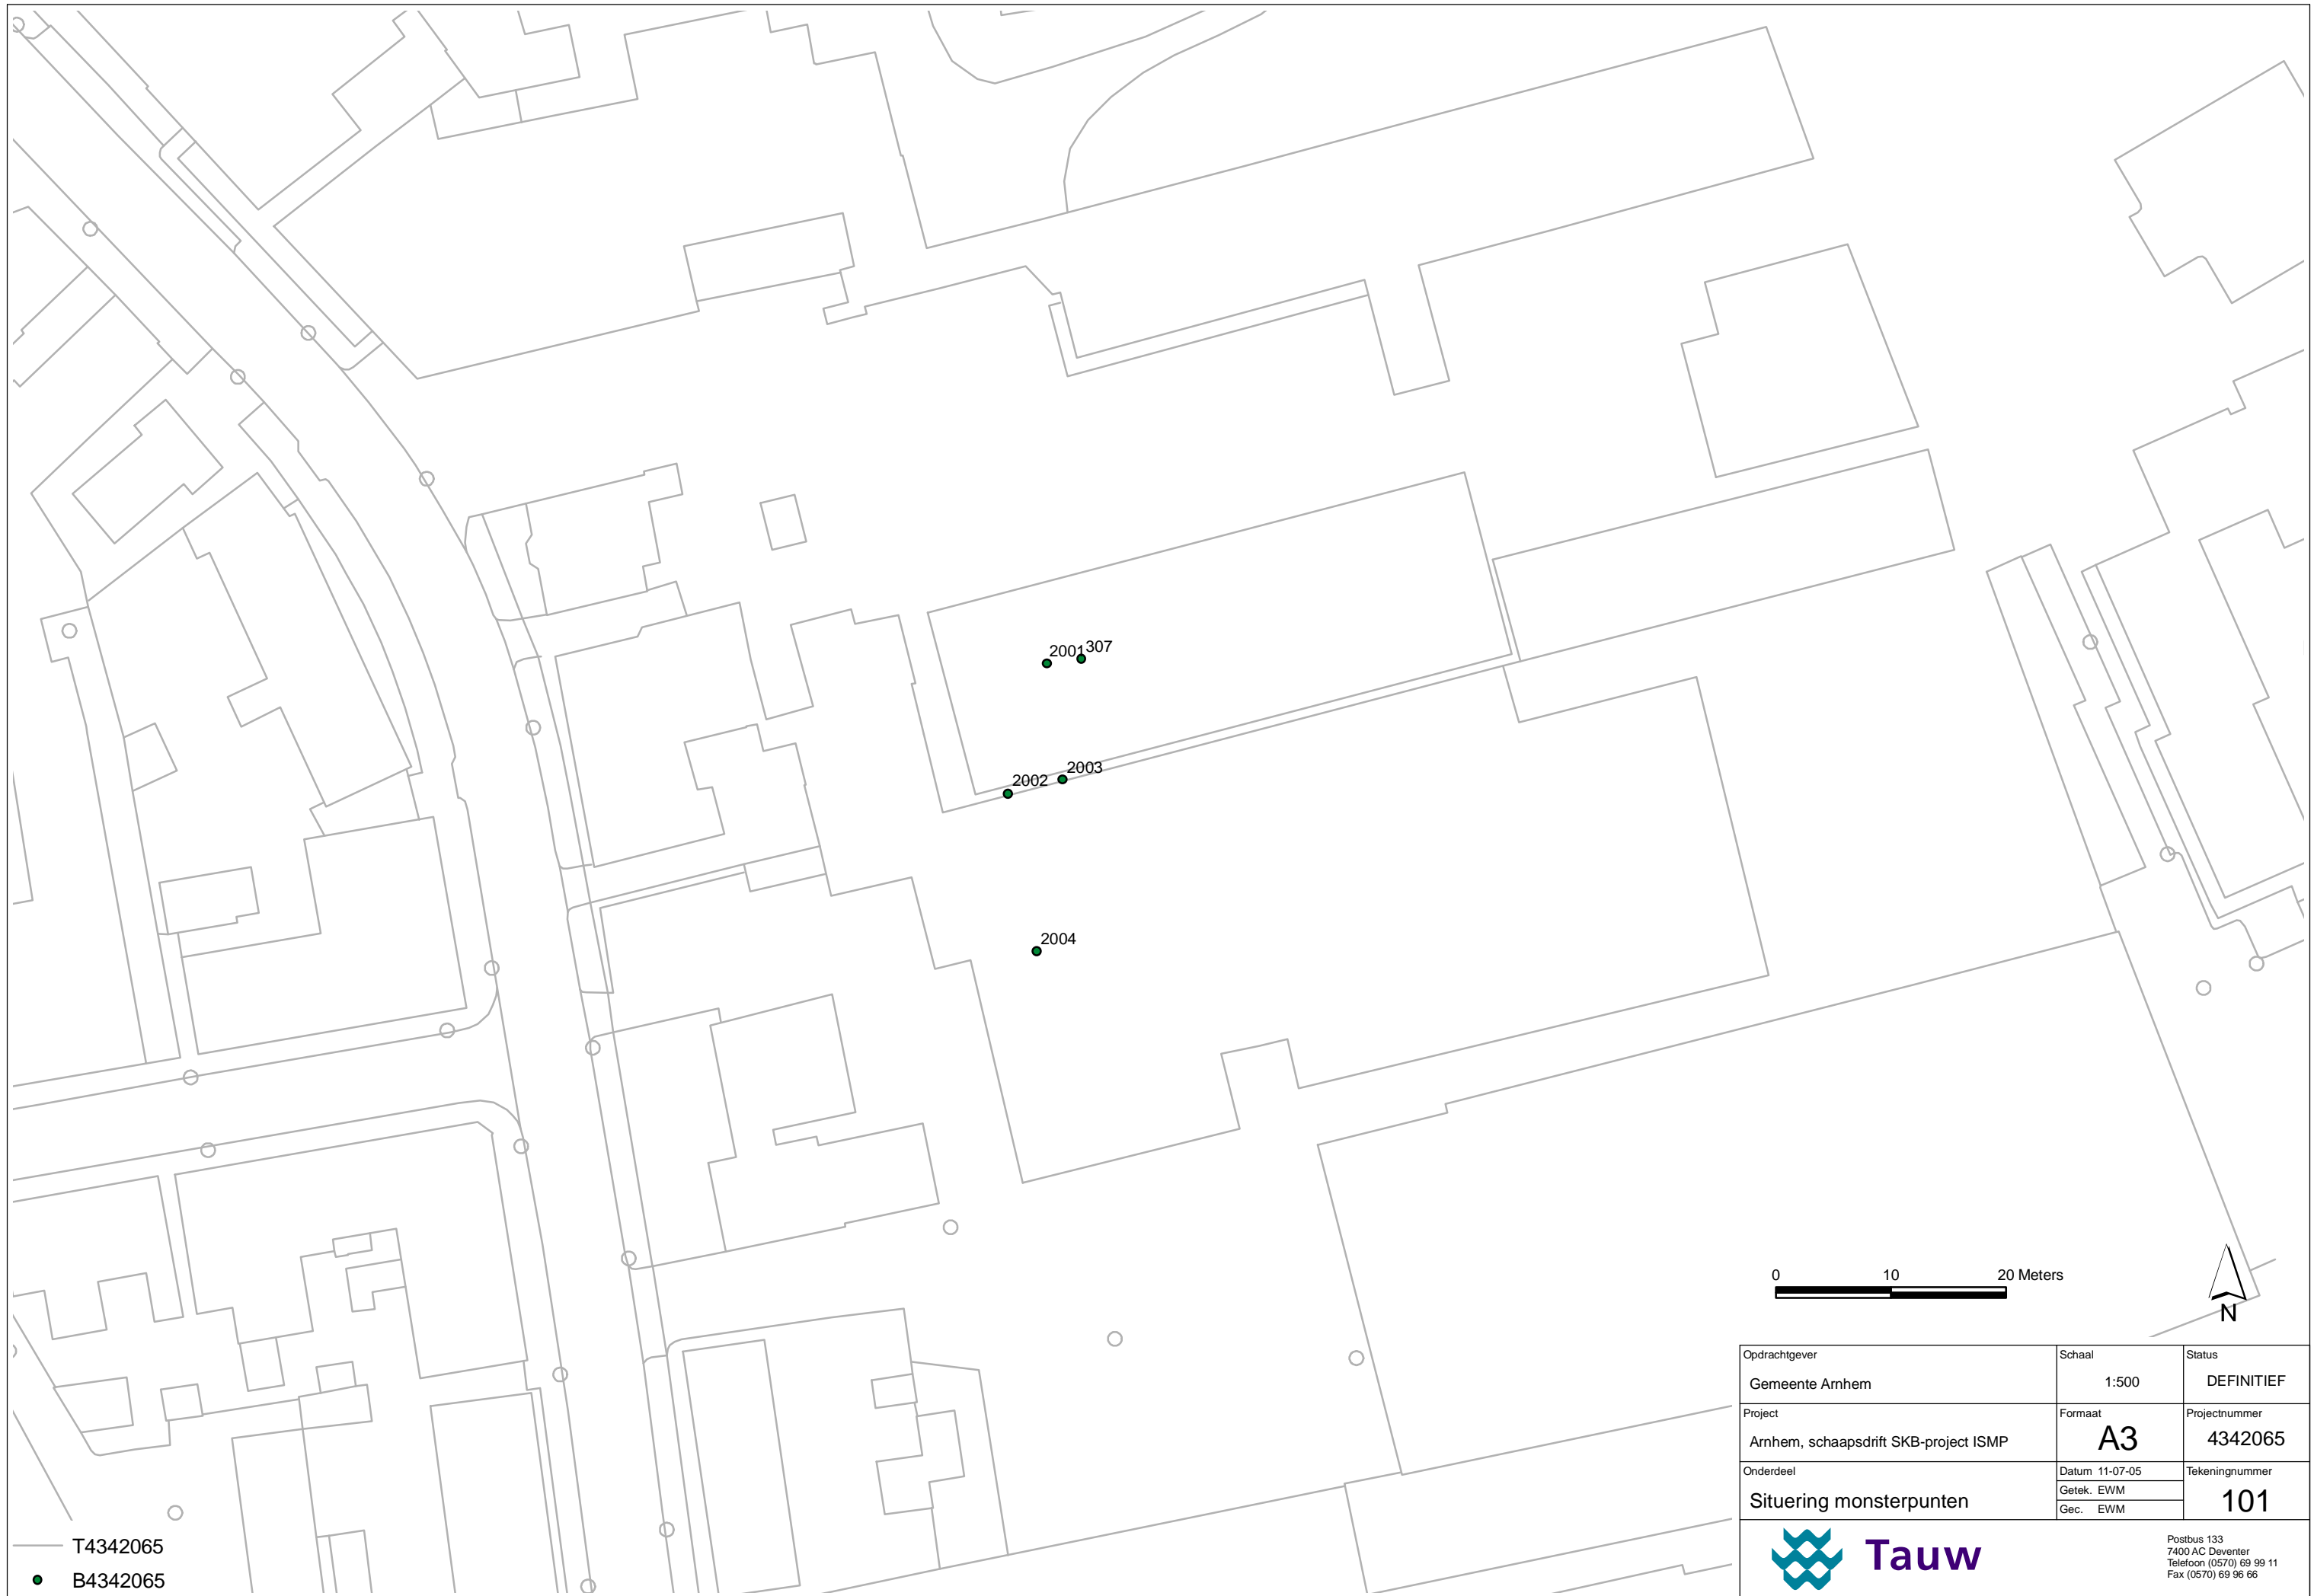 2001
307
2002
2003
2004
0 10 20 Meters
N
Opdrachtgever
Gemeente Arnhem
Schaal
1:500
Status
DEFINITIEF
Project
Arnhem, schaapsdrift SKB-project ISMP
Formaat
A3
Projectnummer
4342065
Onderdeel
Situering monsterpunten
Datum 11-07-05
Getek. EWM
Gec. EWM
Tekeningnummer
101
Tauw
Postbus 133
7400 AC Deventer
Telefoon (0570) 69 99 11
Fax (0570) 69 96 66
T4342065
B4342065